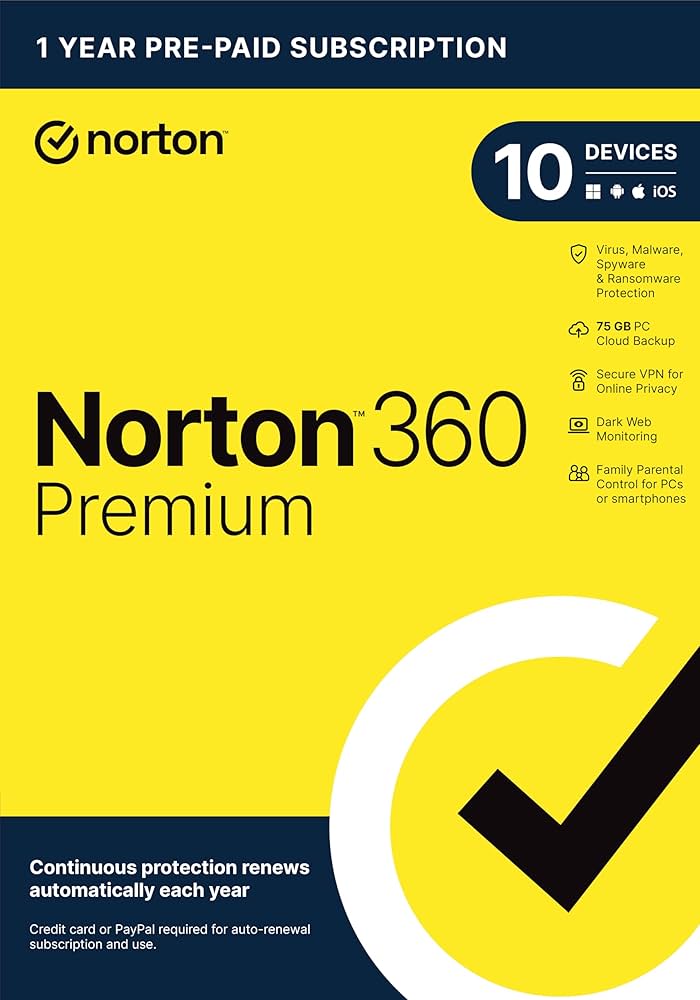 1 YEAR PRE-PAID SUBSCRIPTION
norton™
10 DEVICES
iOS
Virus, Malware,
Spyware
& Ransomware
Protection
75 GB PC
Cloud Backup
Secure VPN for
Online Privacy
Dark Web
Monitoring
Family Parental
Control for PCs
or smartphones
Norton™ 360
Premium
Continuous protection renews
automatically each year
Credit card or PayPal required for auto-renewal
subscription and use.